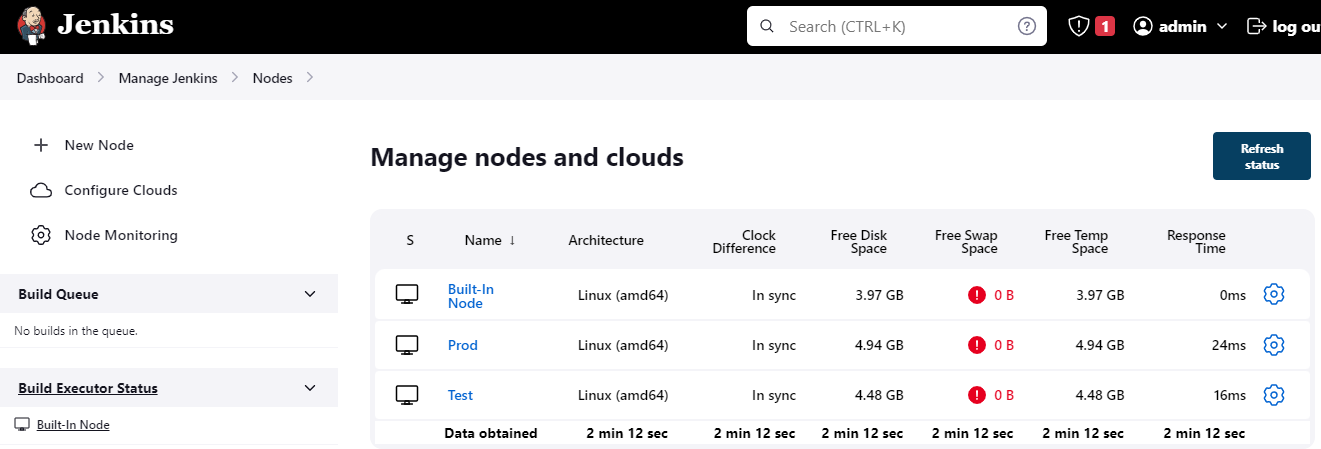 Jenkins
Search (CTRL+K)
1
admin
log ou
Dashboard
Manage Jenkins
Nodes
New Node
Configure Clouds
Node Monitoring
Build Queue
No builds in the queue.
Build Executor Status
Built-In Node
Manage nodes and clouds
Refresh
status
S Name ↓ Architecture Clock Difference Free Disk Space Free Swap Space Free Temp Space Response Time
Built-In Node Linux (amd64) In sync 3.97 GB ! 0 B 3.97 GB 0ms
Prod Linux (amd64) In sync 4.94 GB ! 0 B 4.94 GB 24ms
Test Linux (amd64) In sync 4.48 GB ! 0 B 4.48 GB 16ms
Data obtained 2 min 12 sec 2 min 12 sec 2 min 12 sec 2 min 12 sec 2 min 12 sec 2 min 12 sec